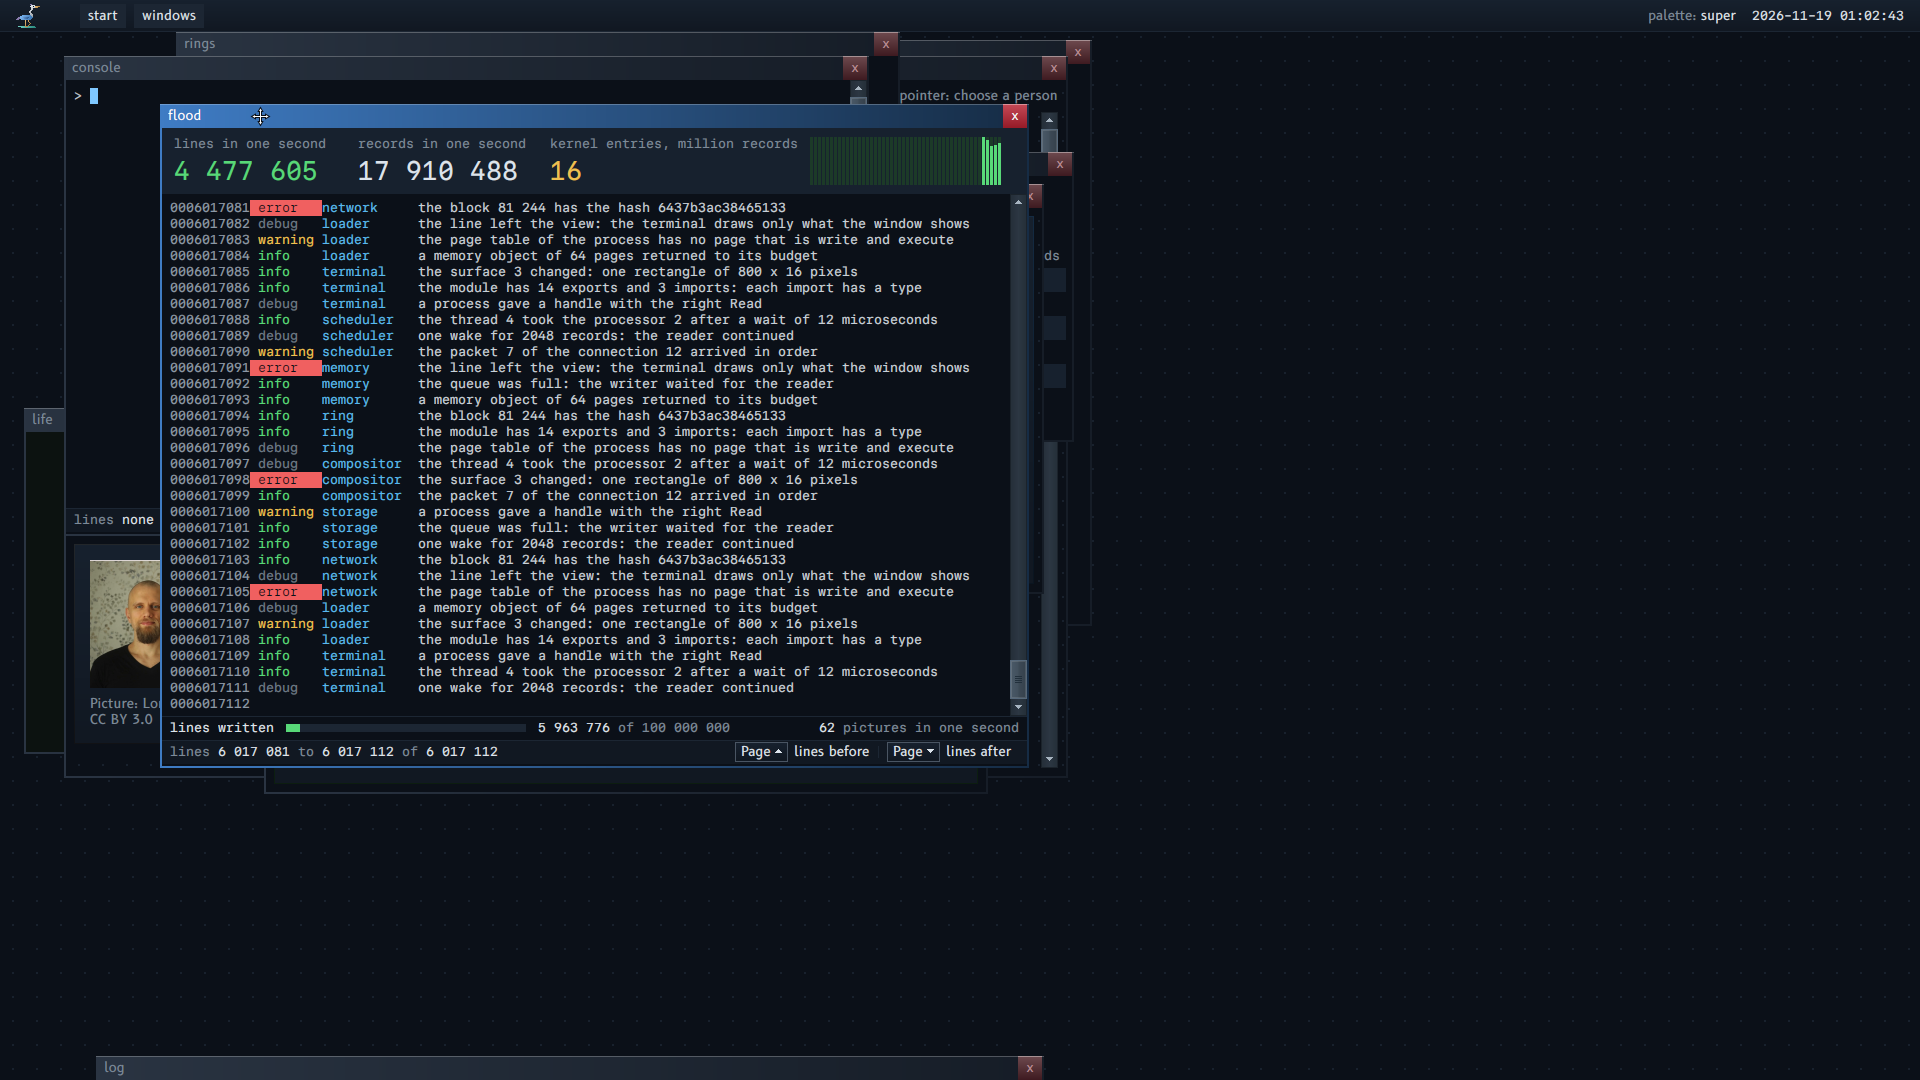 start windows palette: super 2026-11-19 01:02:43
rings x
x
console x
x
> pointer: choose a person
flood x
lines in one second records in one second kernel entries, million records
4 477 605 17 910 488 16
x
x
0006017081 error network the block 81 244 has the hash 6437b3ac38465133
0006017082 debug loader the line left the view: the terminal draws only what the window shows
0006017083 warning loader the page table of the process has no page that is write and execute
0006017084 info loader a memory object of 64 pages returned to its budget
ds
0006017085 info terminal the surface 3 changed: one rectangle of 800 x 16 pixels
0006017086 info terminal the module has 14 exports and 3 imports: each import has a type
0006017087 debug terminal a process gave a handle with the right Read
0006017088 info scheduler the thread 4 took the processor 2 after a wait of 12 microseconds
0006017089 debug scheduler one wake for 2048 records: the reader continued
0006017090 warning scheduler the packet 7 of the connection 12 arrived in order
0006017091 error memory the line left the view: the terminal draws only what the window shows
0006017092 info memory the queue was full: the writer waited for the reader
0006017093 info memory a memory object of 64 pages returned to its budget
0006017094 info ring the block 81 244 has the hash 6437b3ac38465133
life
0006017095 info ring the module has 14 exports and 3 imports: each import has a type
0006017096 debug ring the page table of the process has no page that is write and execute
0006017097 debug compositor the thread 4 took the processor 2 after a wait of 12 microseconds
0006017098 error compositor the surface 3 changed: one rectangle of 800 x 16 pixels
0006017099 info compositor the packet 7 of the connection 12 arrived in order
0006017100 warning storage a process gave a handle with the right Read
lines none
0006017101 info storage the queue was full: the writer waited for the reader
0006017102 info storage one wake for 2048 records: the reader continued
0006017103 info network the block 81 244 has the hash 6437b3ac38465133
0006017104 debug network the line left the view: the terminal draws only what the window shows
0006017105 error network the page table of the process has no page that is write and execute
0006017106 debug loader a memory object of 64 pages returned to its budget
0006017107 warning loader the surface 3 changed: one rectangle of 800 x 16 pixels
0006017108 info loader the module has 14 exports and 3 imports: each import has a type
0006017109 info terminal a process gave a handle with the right Read
0006017110 info terminal the thread 4 took the processor 2 after a wait of 12 microseconds
0006017111 debug terminal one wake for 2048 records: the reader continued
0006017112
Picture:
CC BY 3.0
lines written 5 963 776 of 100 000 000 62 pictures in one second
lines 6 017 081 to 6 017 112 of 6 017 112 Page lines before Page lines after
log x